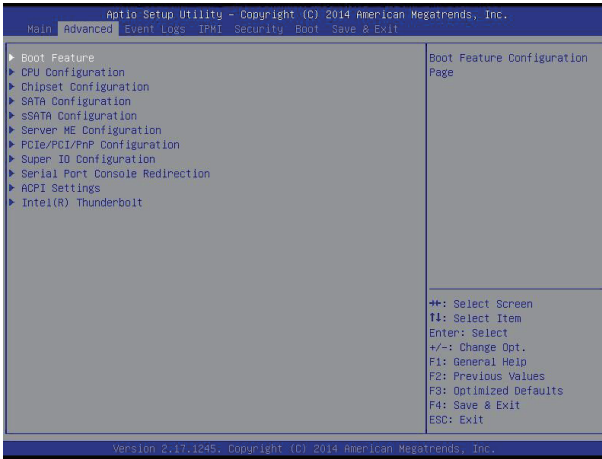 Aptio Setup Utility - Copyright (C) 2014 American Megatrends, Inc.
Main Advanced Event Logs IPMI Security Boot Save & Exit
Boot Feature
CPU Configuration
Chipset Configuration
SATA Configuration
sSATA Configuration
Server ME Configuration
PCIe/PCI/PnP Configuration
Super IO Configuration
Serial Port Console Redirection
ACPI Settings
Intel(R) Thunderbolt
Boot Feature Configuration
Page
→←: Select Screen
↑↓: Select Item
Enter: Select
+/-: Change Opt.
F1: General Help
F2: Previous Values
F3: Optimized Defaults
F4: Save & Exit
ESC: Exit
Version 2.17.1245. Copyright (C) 2014 American Megatrends, Inc.